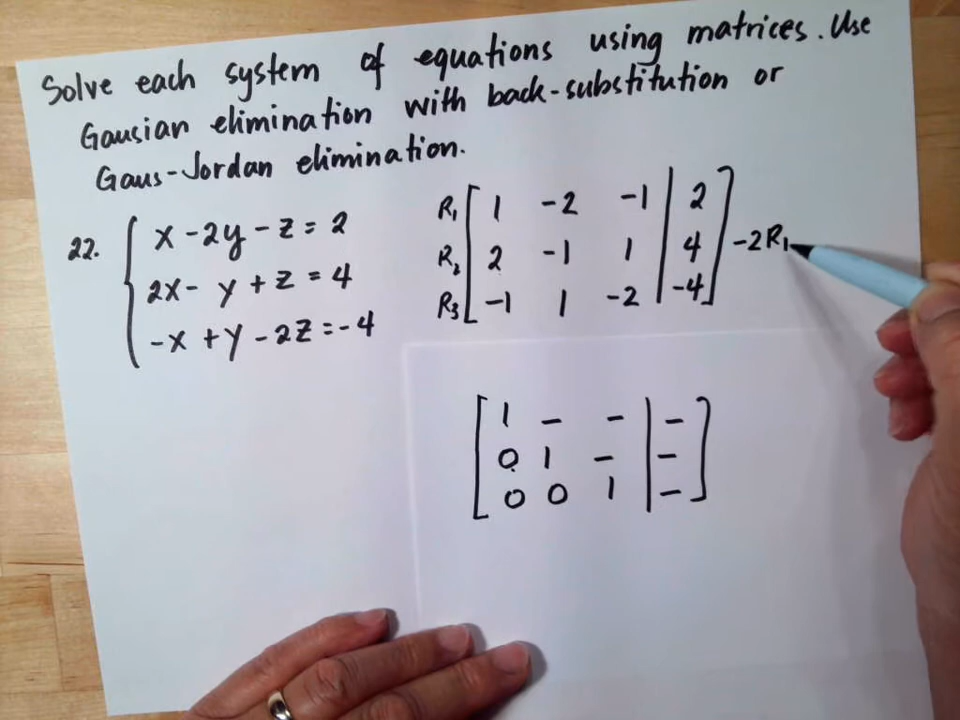 Solve each system of equations using matrices. Use
Gausian elimination with back-substitution or
Gaus-Jordan elimination.
22. { x - 2y - z = 2
2x - y + z = 4
-x + y - 2z = -4
R1 [ 1 -2 -1 | 2 ]
R2 [ 2 -1 1 | 4 ] -2R1
R3 [ -1 1 -2 | -4 ]
[ 1 - - | - ]
[ 0 1 - | - ]
[ 0 0 1 | - ]